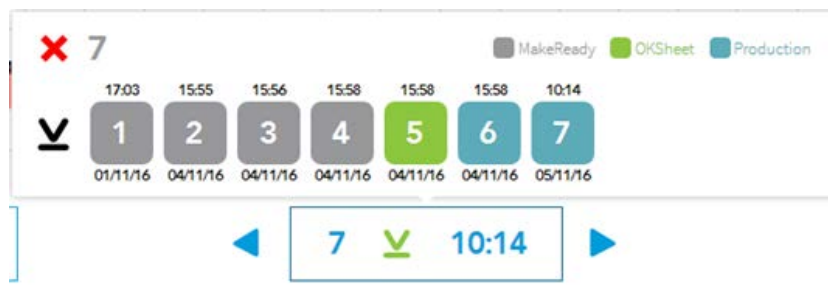 7 MakeReady OKSheet Production
17:03 15:55 15:56 15:58 15:58 15:58 10:14
1 2 3 4 5 6 7
01/11/16 04/11/16 04/11/16 04/11/16 04/11/16 04/11/16 05/11/16
7 10:14